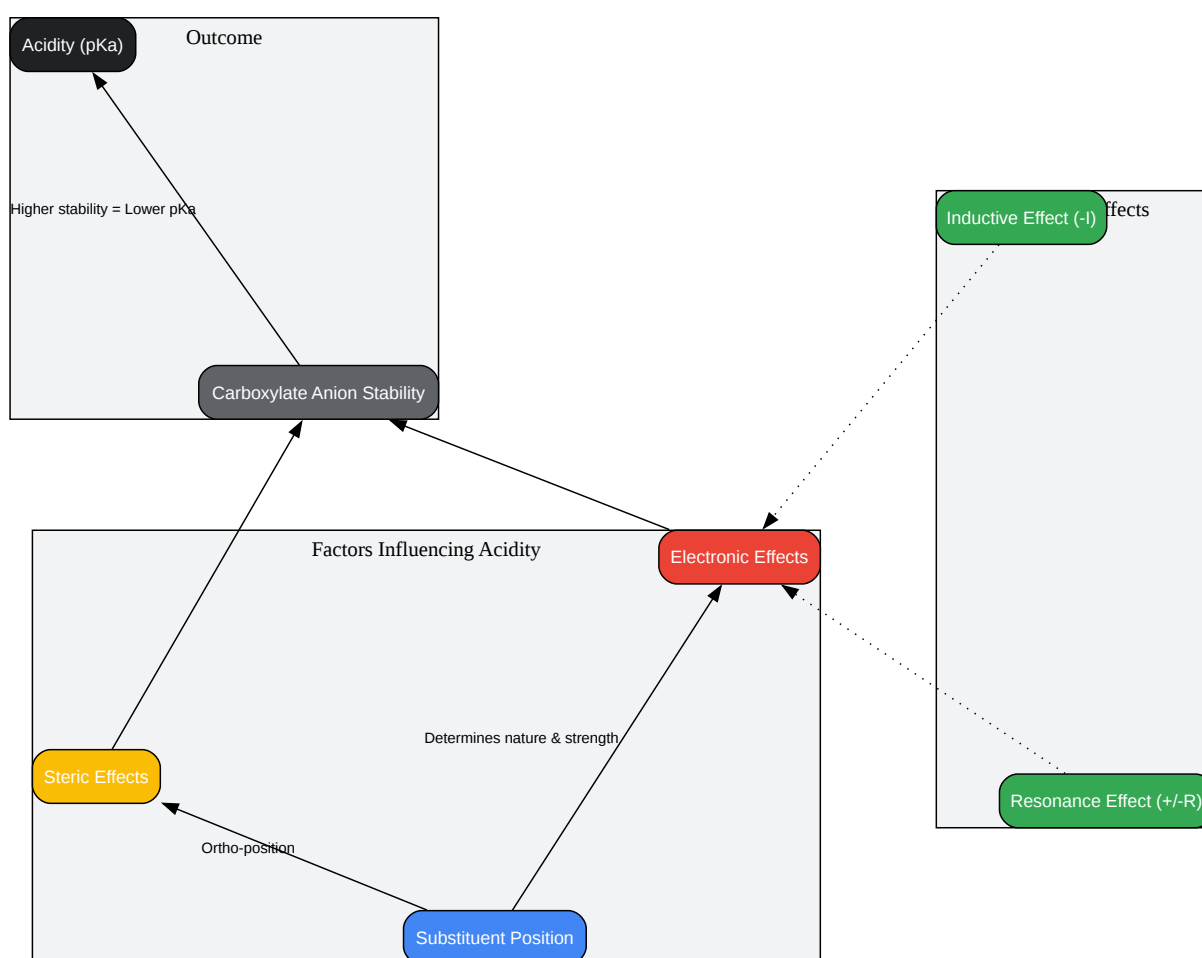 Acidity (pKa)
Outcome
Higher stability = Lower pKa
Inductive Effect (-I)
ffects
Carboxylate Anion Stability
Factors Influencing Acidity
Electronic Effects
Determines nature & strength
Steric Effects
Resonance Effect (+/-R)
Ortho-position
Substituent Position